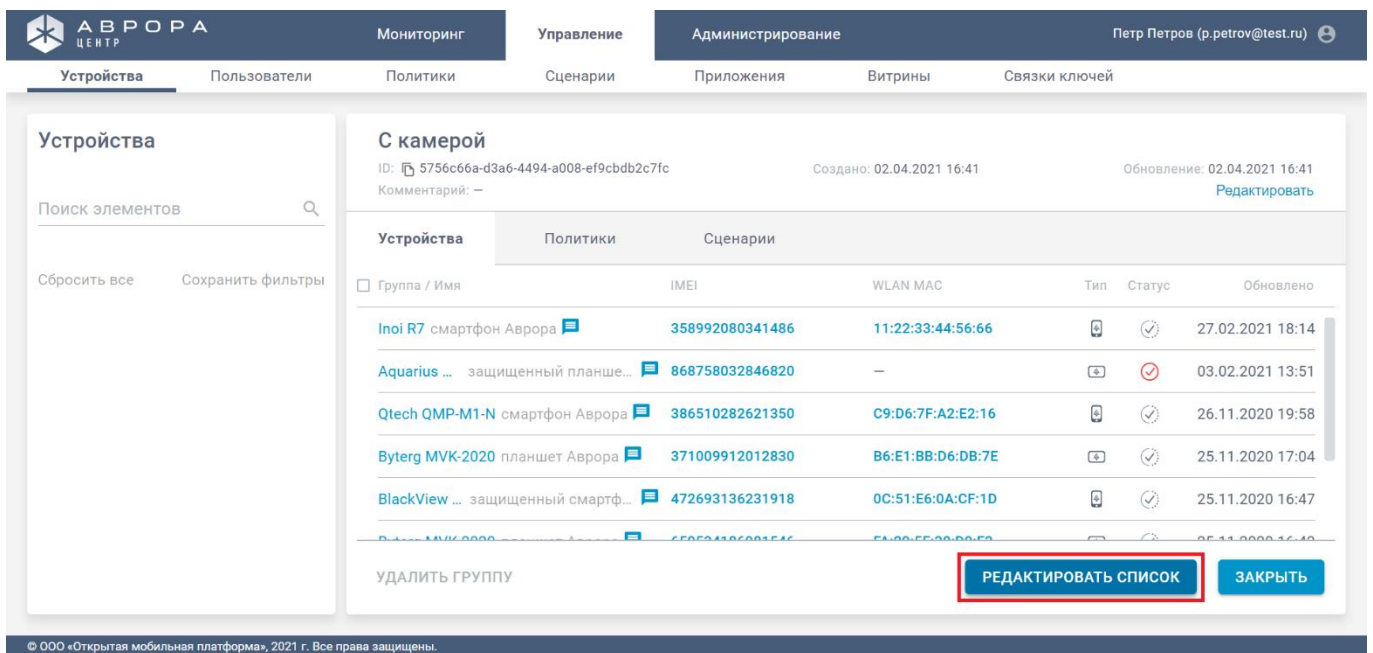 АВРОРА
ЦЕНТР
Мониторинг Управление Администрирование Петр Петров (p.petrov@test.ru)
Устройства Пользователи Политики Сценарии Приложения Витрины Связки ключей
Устройства
Поиск элементов
Сбросить все Сохранить фильтры
С камерой
ID: 5756c66a-d3a6-4494-a008-ef9cbdb2c7fc Создано: 02.04.2021 16:41 Обновление: 02.04.2021 16:41
Комментарий: — Редактировать
Устройства Политики Сценарии
Группа / Имя IMEI WLAN MAC Тип Статус Обновлено
Inoi R7 смартфон Аврора 358992080341486 11:22:33:44:56:66 27.02.2021 18:14
Aquarius ... защищенный планше... 868758032846820 — 03.02.2021 13:51
Qtech QMP-M1-N смартфон Аврора 386510282621350 C9:D6:7F:A2:E2:16 26.11.2020 19:58
Byterg MVK-2020 планшет Аврора 371009912012830 B6:E1:BB:D6:DB:7E 25.11.2020 17:04
BlackView ... защищенный смартф... 472693136231918 0C:51:E6:0A:CF:1D 25.11.2020 16:47
Byterg MVK-2020 планшет Аврора
УДАЛИТЬ ГРУППУ РЕДАКТИРОВАТЬ СПИСОК ЗАКРЫТЬ
© ООО «Открытая мобильная платформа», 2021 г. Все права защищены.